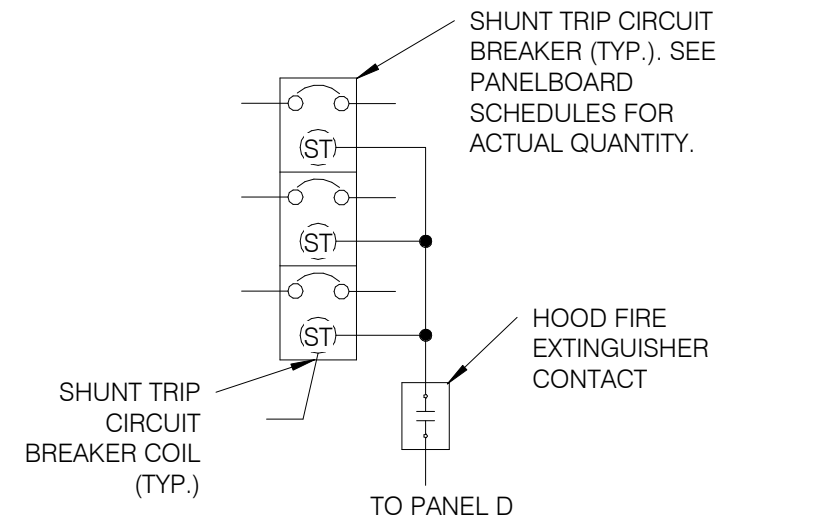 SHUNT TRIP CIRCUIT
BREAKER (TYP.). SEE
PANELBOARD
SCHEDULES FOR
ACTUAL QUANTITY.
(ST)
(ST)
(ST)
HOOD FIRE
EXTINGUISHER
CONTACT
SHUNT TRIP
CIRCUIT
BREAKER COIL
(TYP.)
TO PANEL D